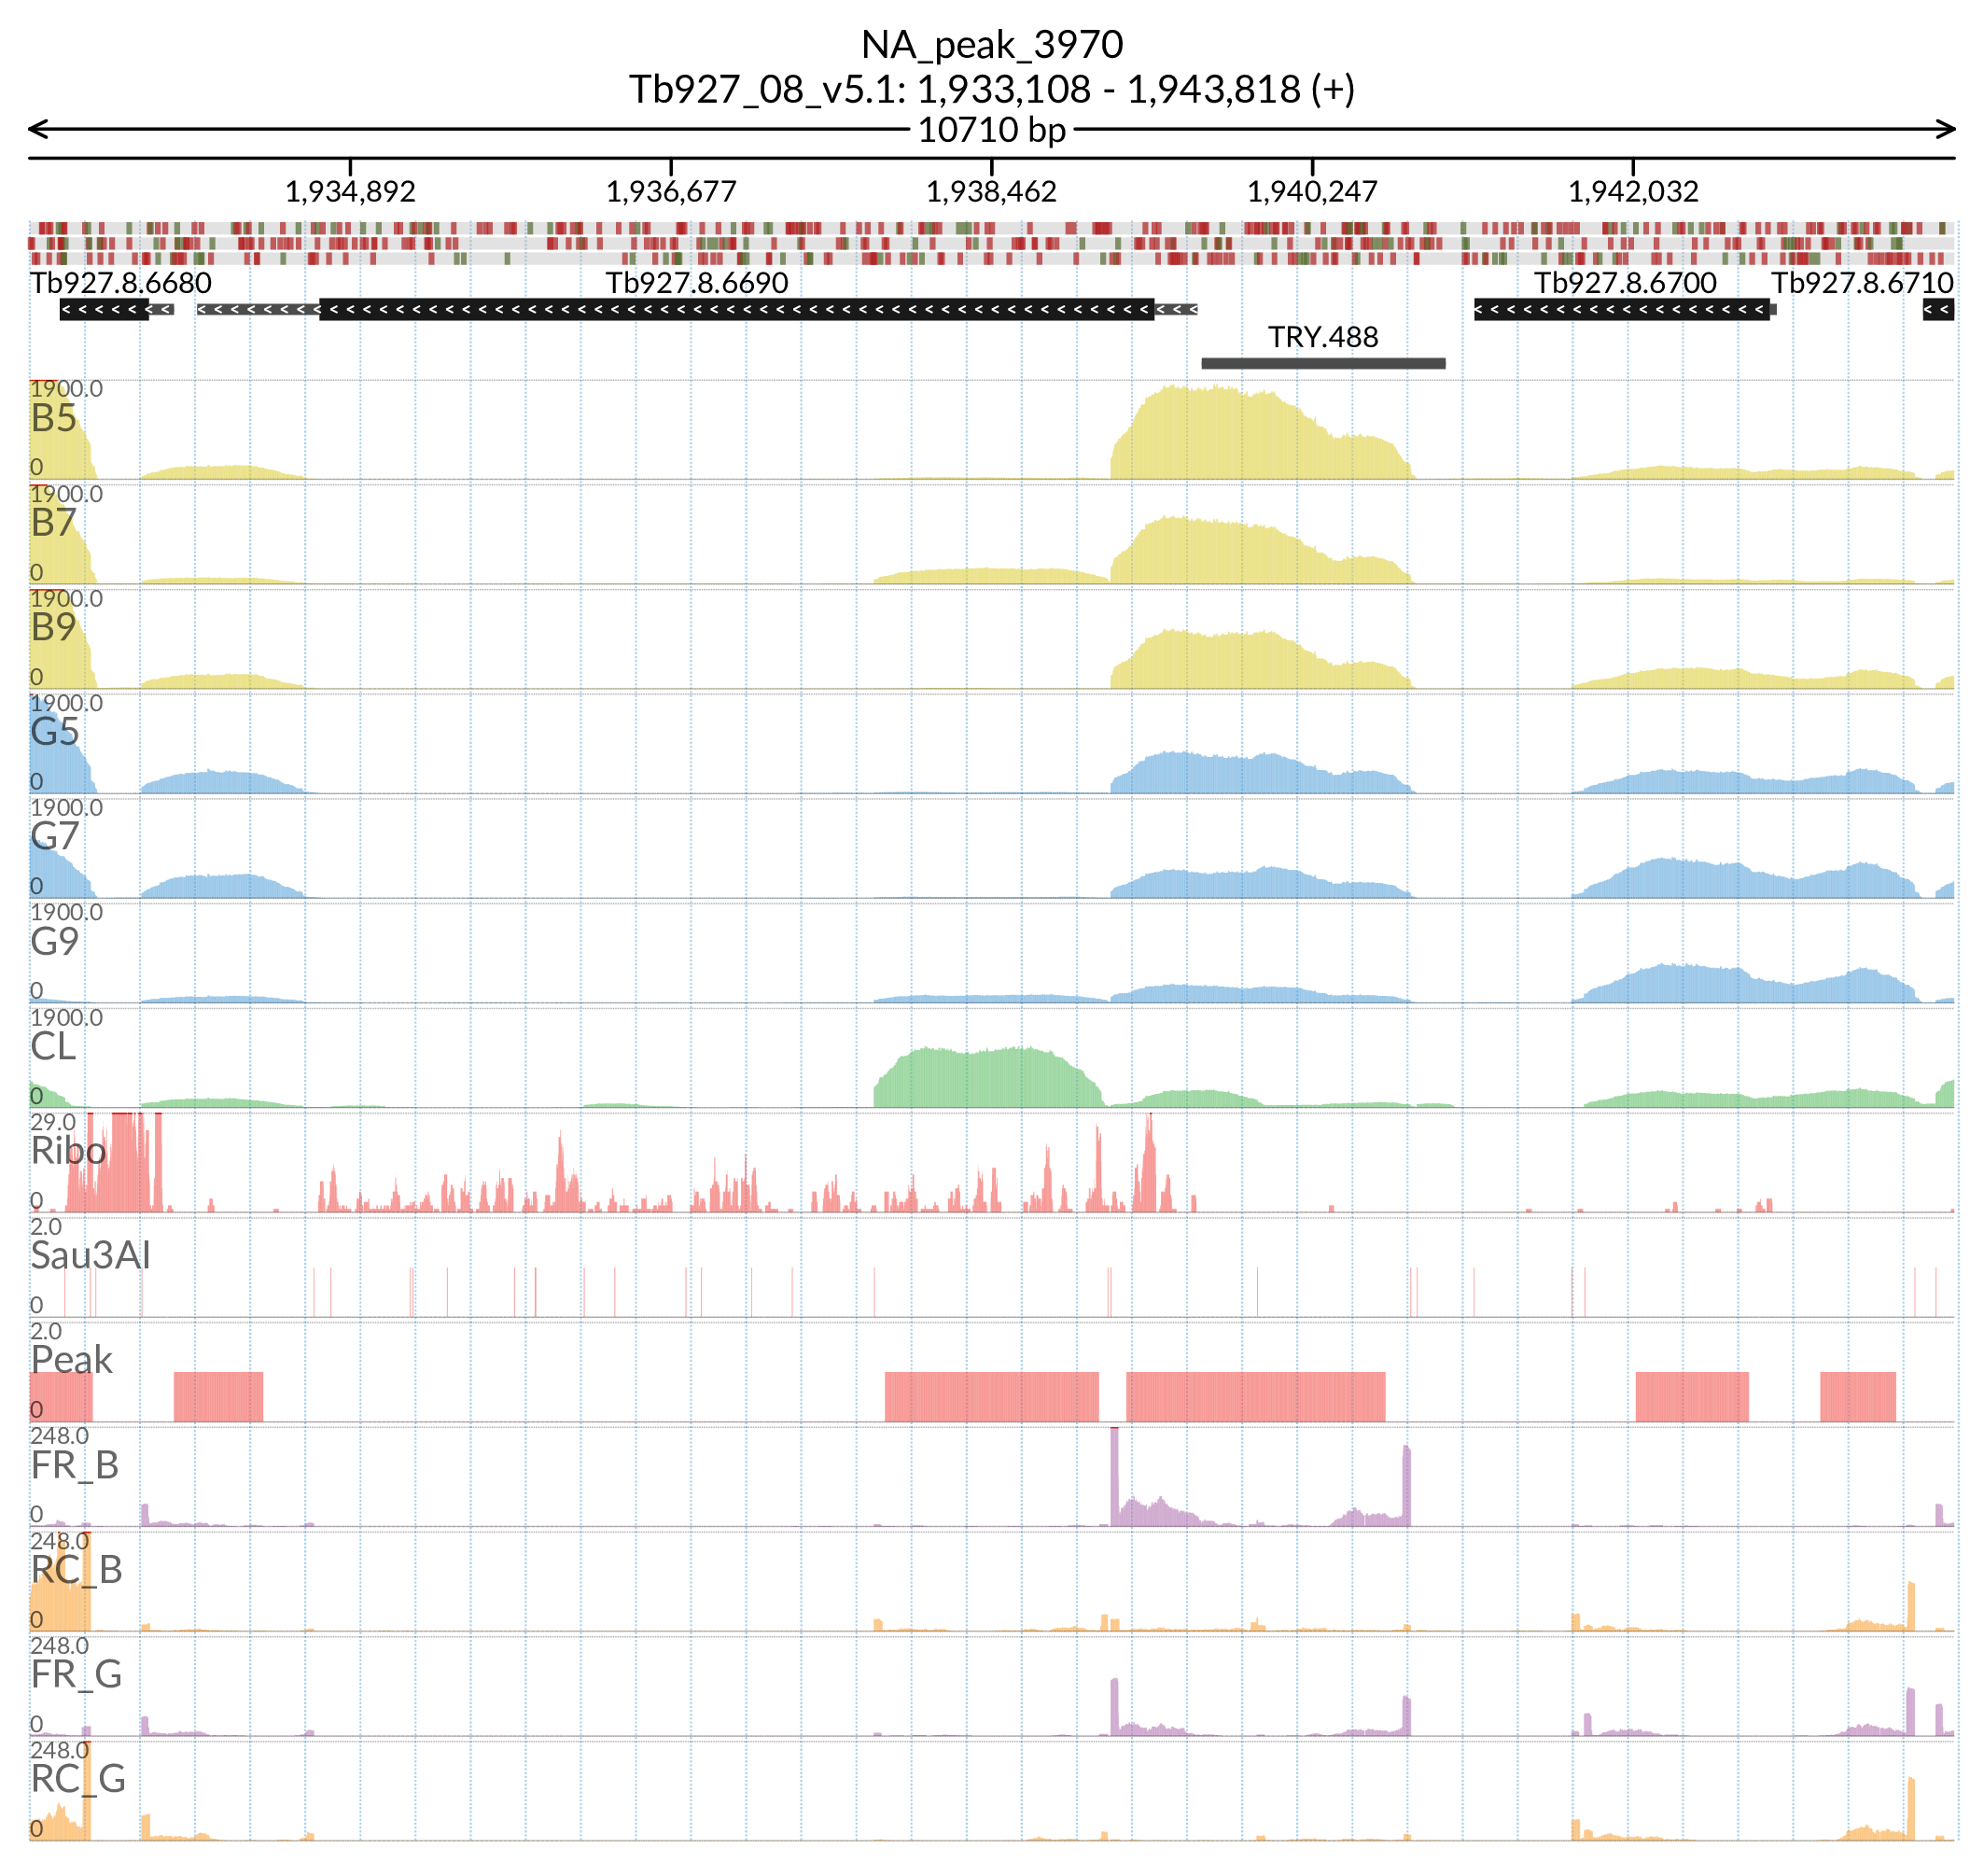 NA_peak_3970
Tb927_08_v5.1: 1,933,108 - 1,943,818 (+)
10710 bp
1,934,892 1,936,677 1,938,462 1,940,247 1,942,032
Tb927.8.6680 Tb927.8.6690 Tb927.8.6700 Tb927.8.6710
TRY.488
1900.0
B5
0
1900.0
B7
0
1900.0
B9
0
1900.0
G5
0
1900.0
G7
0
1900.0
G9
0
1900.0
CL
0
29.0
Ribo
0
2.0
Sau3AI
0
2.0
Peak
0
248.0
FR_B
0
248.0
RC_B
0
248.0
FR_G
0
248.0
RC_G
0